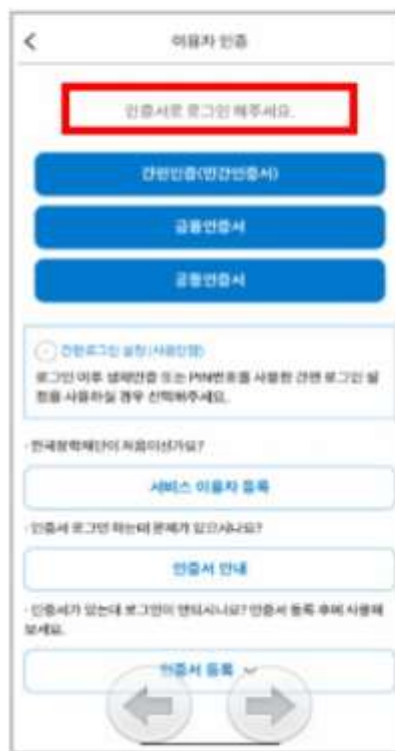 이용자 인증
인증서로 로그인 해주세요.
간편인증(민간인증서)
금융인증서
공동인증서
간편로그인 설정 (사용안함)
로그인 이후 생체인증 또는 PIN번호를 사용한 간편 로그인 설
정을 사용하실 경우 선택해주세요.
· 한국장학재단이 처음이신가요?
서비스 이용자 등록
· 인증서 로그인 하는데 문제가 있으시나요?
인증서 안내
· 인증서가 있는데 로그인이 안되시나요? 인증서 등록 후에 사용해
보세요.
인증서 등록